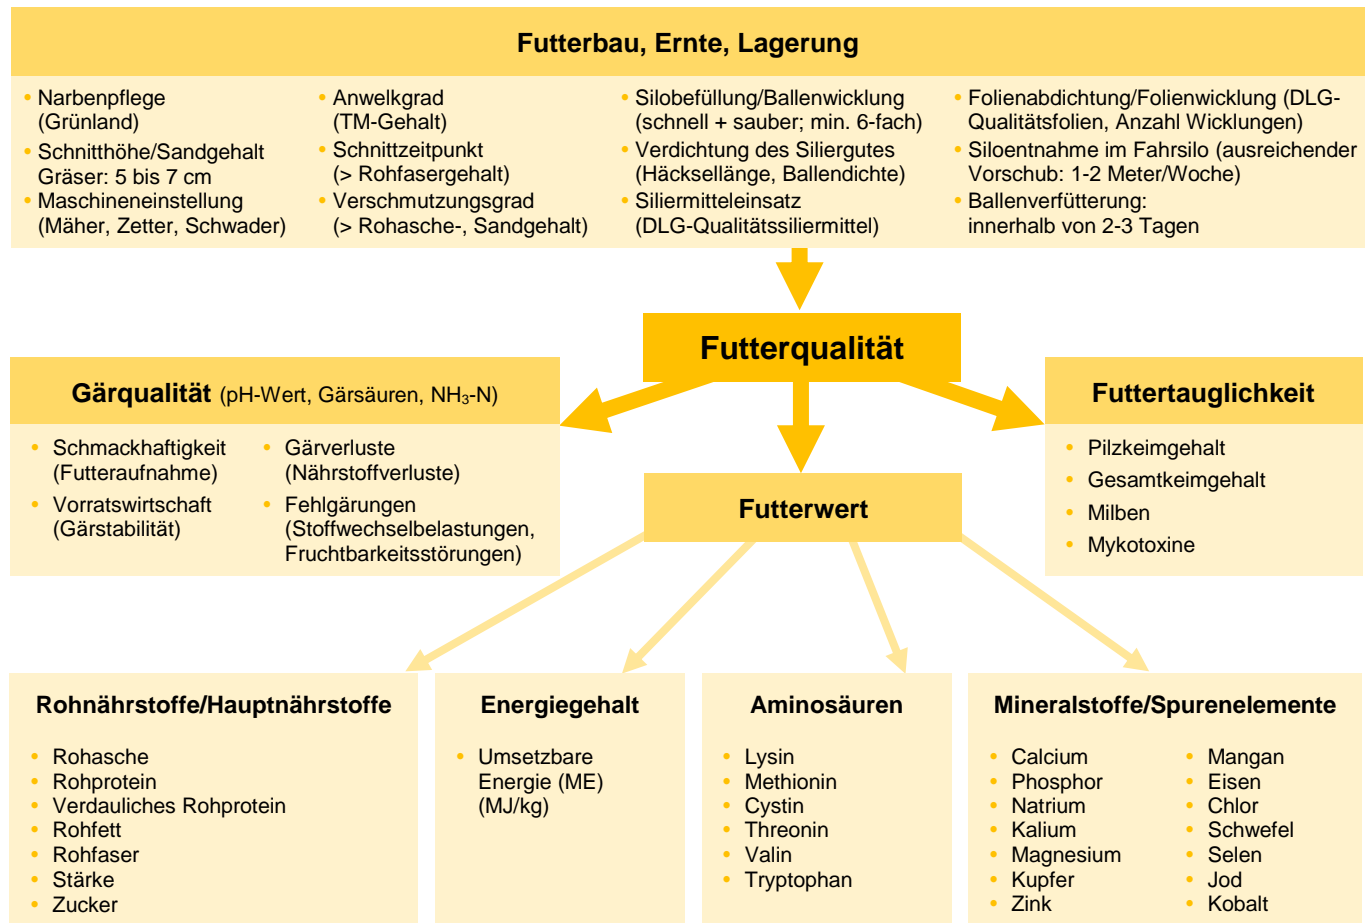 Futterbau, Ernte, Lagerung
• Narbenpflege
(Grünland)
• Schnitthöhe/Sandgehalt
Gräser: 5 bis 7 cm
• Maschineneinstellung
(Mäher, Zetter, Schwader)
• Anwelkgrad
(TM-Gehalt)
• Schnittzeitpunkt
(> Rohfasergehalt)
• Verschmutzungsgrad
(> Rohasche-, Sandgehalt)
• Silobefüllung/Ballenwicklung
(schnell + sauber; min. 6-fach)
• Verdichtung des Siliergutes
(Häcksellänge, Ballendichte)
• Siliermitteleinsatz
(DLG-Qualitätssiliermittel)
• Folienabdichtung/Folienwicklung (DLG-
Qualitätsfolien, Anzahl Wicklungen)
• Siloentnahme im Fahrsilo (ausreichender
Vorschub: 1-2 Meter/Woche)
• Ballenverfütterung:
innerhalb von 2-3 Tagen
Futterqualität
Gärqualität (pH-Wert, Gärsäuren, NH₃-N)
• Schmackhaftigkeit
(Futteraufnahme)
• Vorratswirtschaft
(Gärstabilität)
• Gärverluste
(Nährstoffverluste)
• Fehlgärungen
(Stoffwechselbelastungen,
Fruchtbarkeitsstörungen)
Futterwert
Futtertauglichkeit
• Pilzkeimgehalt
• Gesamtkeimgehalt
• Milben
• Mykotoxine
Rohnährstoffe/Hauptnährstoffe
• Rohasche
• Rohprotein
• Verdauliches Rohprotein
• Rohfett
• Rohfaser
• Stärke
• Zucker
Energiegehalt
• Umsetzbare
Energie (ME)
(MJ/kg)
Aminosäuren
• Lysin
• Methionin
• Cystin
• Threonin
• Valin
• Tryptophan
Mineralstoffe/Spurenelemente
• Calcium
• Phosphor
• Natrium
• Kalium
• Magnesium
• Kupfer
• Zink
• Mangan
• Eisen
• Chlor
• Schwefel
• Selen
• Jod
• Kobalt